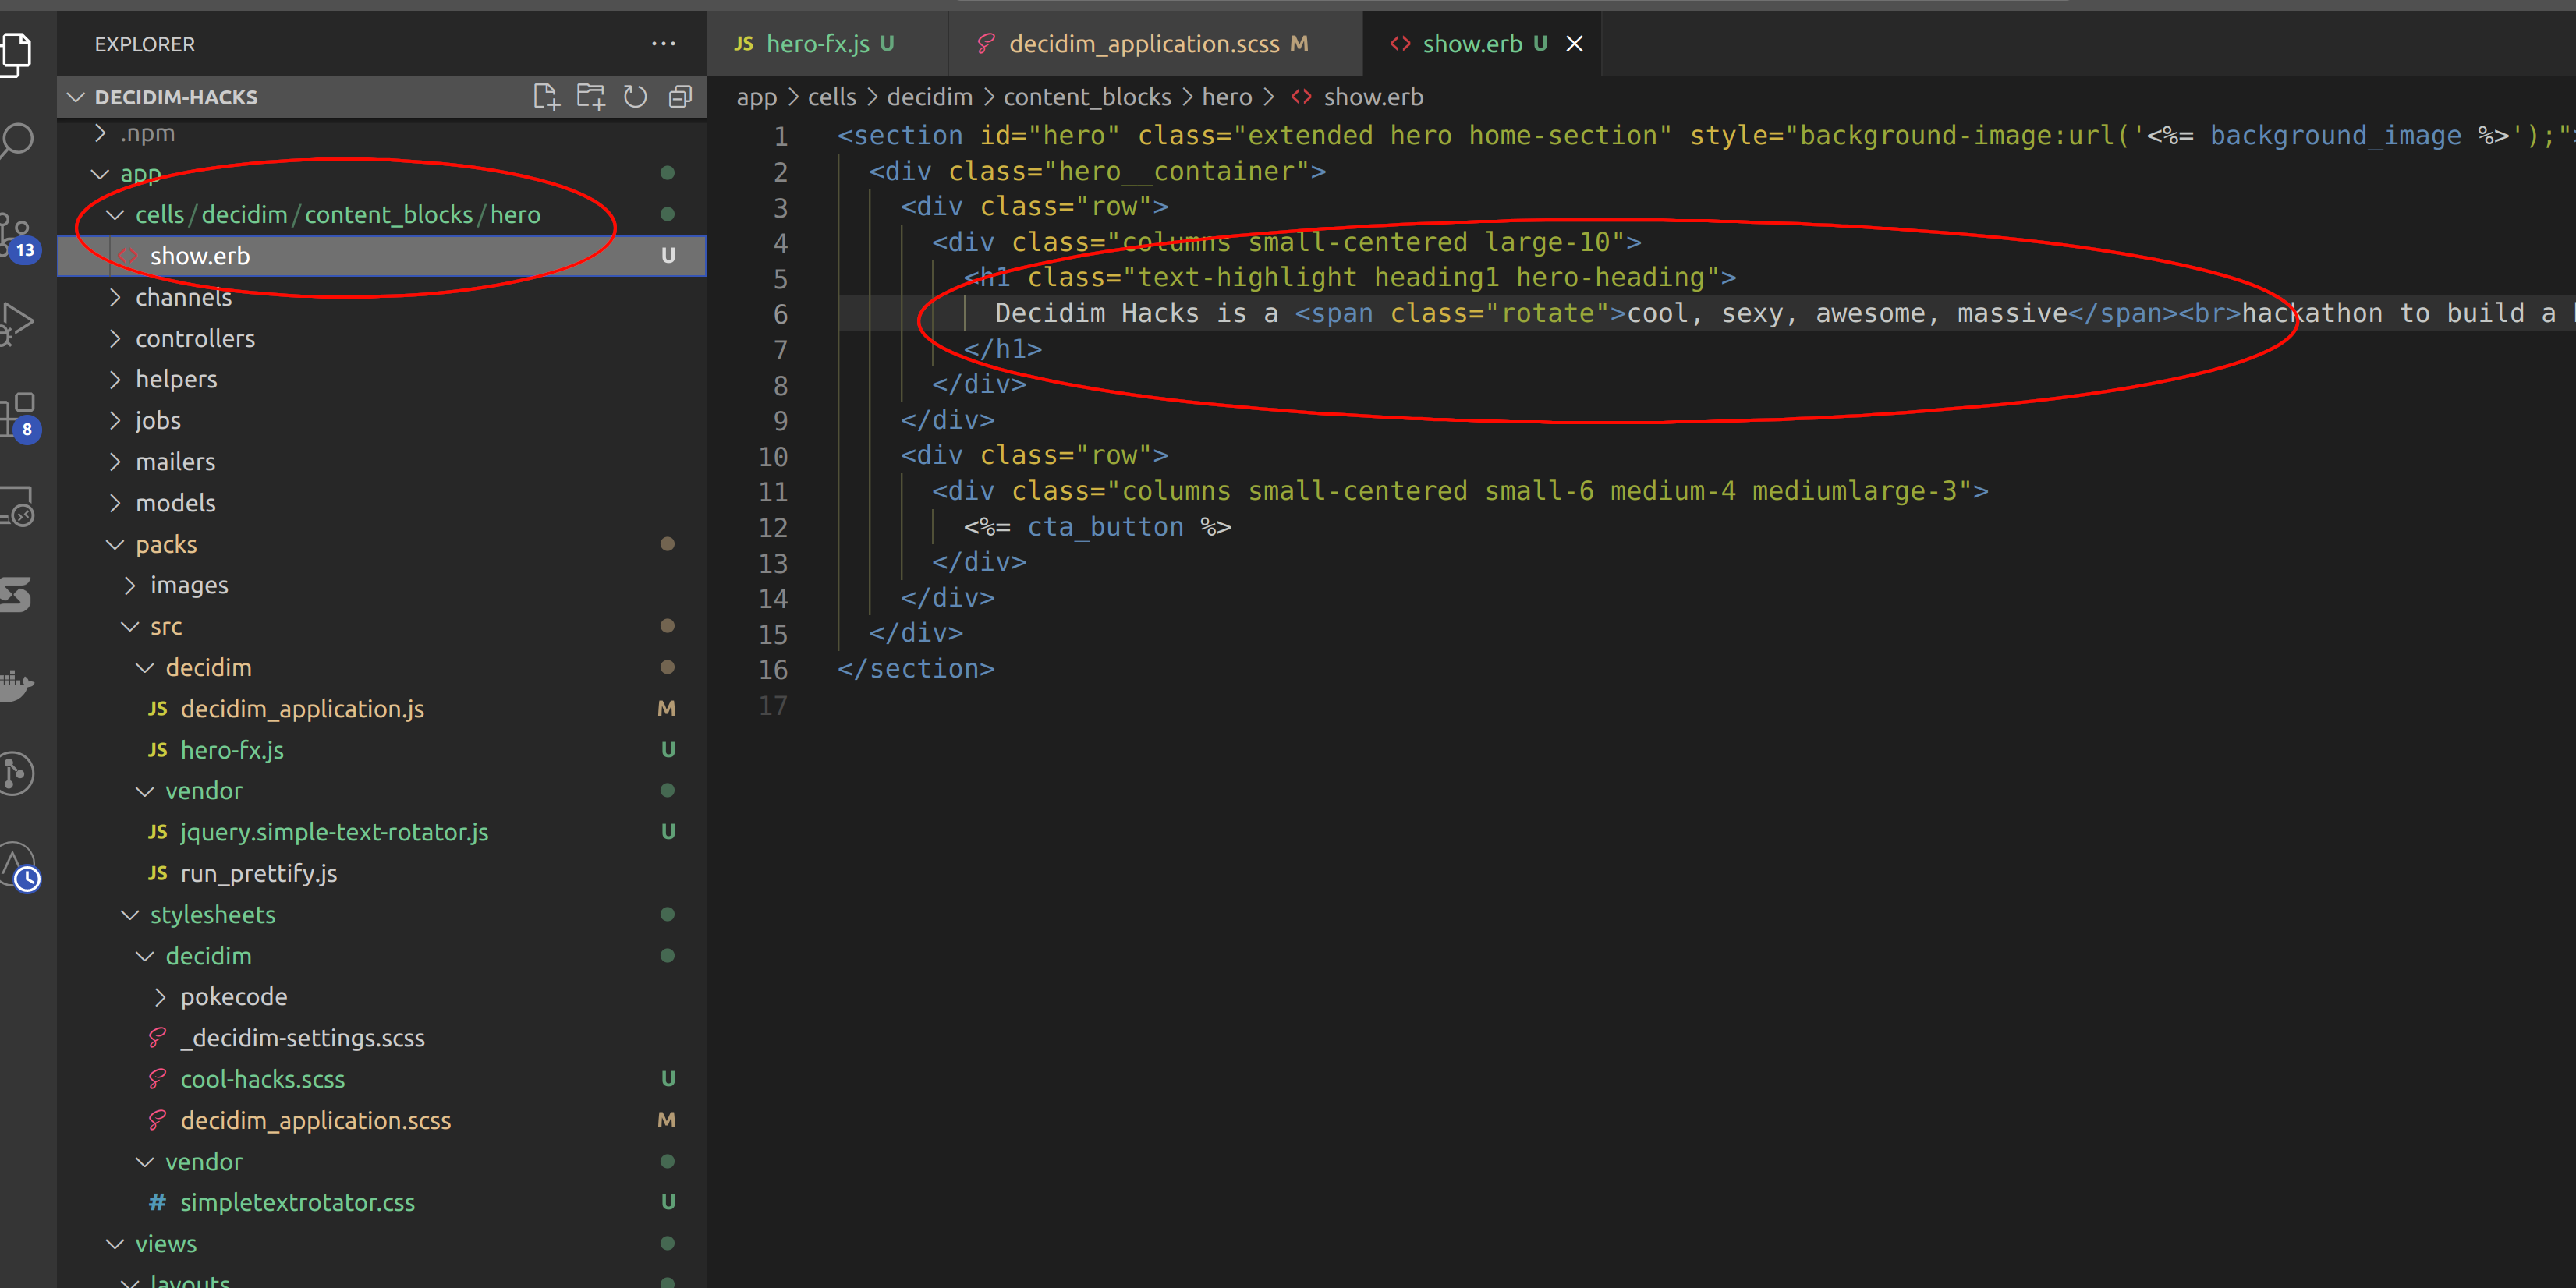 EXPLORER ...
DECIDIM-HACKS
.npm
app
cells/decidim/content_blocks/hero
show.erb U
channels
controllers
helpers
jobs
mailers
models
packs
images
src
decidim
JS decidim_application.js M
JS hero-fx.js U
vendor
JS jquery.simple-text-rotator.js U
JS run_prettify.js
stylesheets
decidim
pokecode
_decidim-settings.scss
cool-hacks.scss U
decidim_application.scss M
vendor
# simpletextrotator.css U
views
layouts
13
8
JS hero-fx.js U
decidim_application.scss M
<> show.erb U
app > cells > decidim > content_blocks > hero > <> show.erb
1 <section id="hero" class="extended hero home-section" style="background-image:url('<%= background_image %>');"
2 <div class="hero__container">
3 <div class="row">
4 <div class="columns small-centered large-10">
5 <h1 class="text-highlight heading1 hero-heading">
6 Decidim Hacks is a <span class="rotate">cool, sexy, awesome, massive</span><br>hackathon to build a
7 </h1>
8 </div>
9 </div>
10 <div class="row">
11 <div class="columns small-centered small-6 medium-4 mediumlarge-3">
12 <%= cta_button %>
13 </div>
14 </div>
15 </div>
16 </section>
17